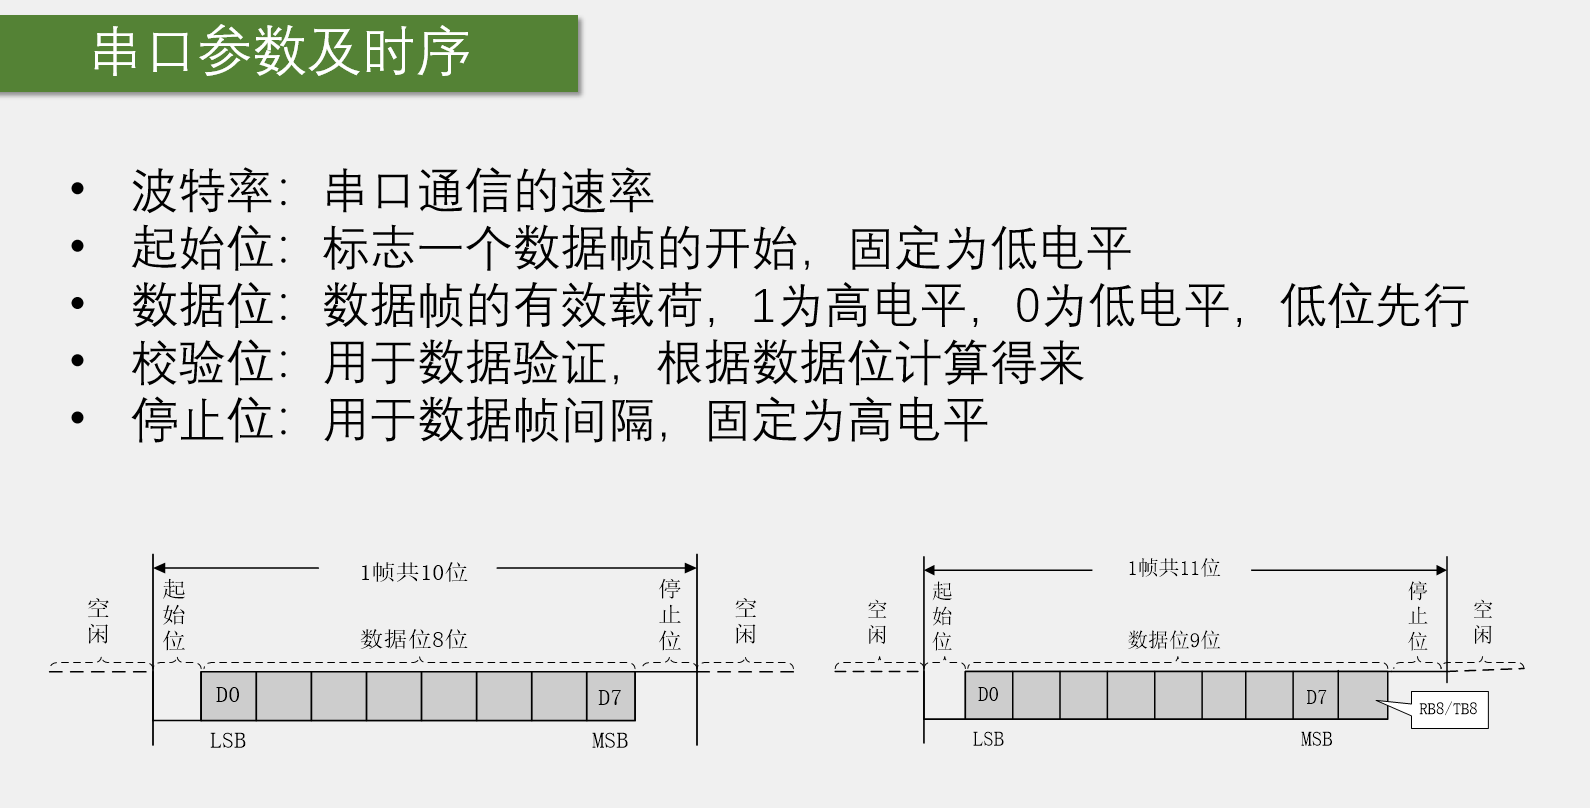 串口参数及时序
• 波特率：串口通信的速率
• 起始位：标志一个数据帧的开始，固定为低电平
• 数据位：数据帧的有效载荷，1为高电平，0为低电平，低位先行
• 校验位：用于数据验证，根据数据位计算得来
• 停止位：用于数据帧间隔，固定为高电平
1帧共10位
空闲
起始位
数据位8位
停止位
空闲
D0
D7
LSB
MSB
1帧共11位
空闲
起始位
数据位9位
停止位
空闲
D0
D7
RB8/TB8
LSB
MSB